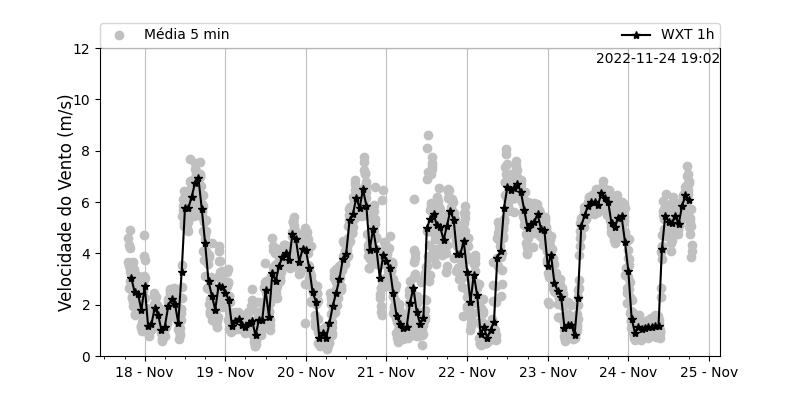 Média 5 min
WXT 1h
2022-11-24 19:02
Velocidade do Vento (m/s)
12
10
8
6
4
2
0
18 - Nov
19 - Nov
20 - Nov
21 - Nov
22 - Nov
23 - Nov
24 - Nov
25 - Nov